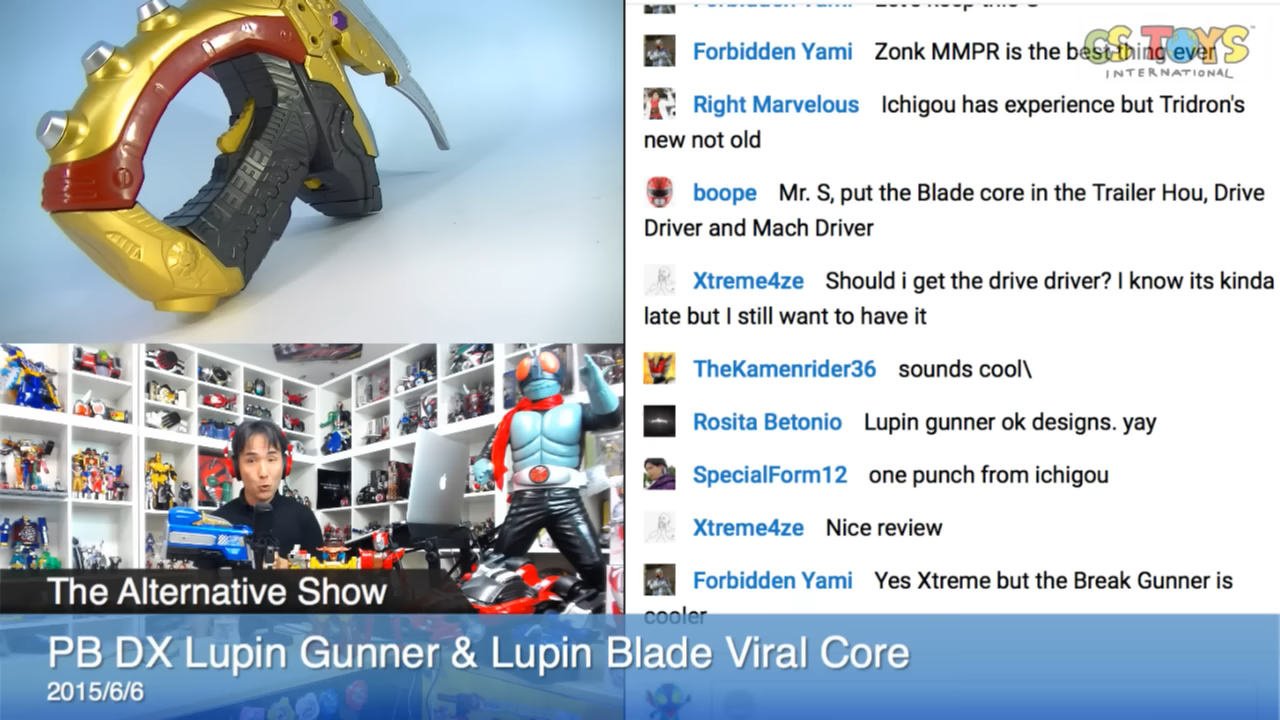 Forbidden Yami
Forbidden Yami Zonk MMPR is the best thing ever
CS TOYS
INTERNATIONAL
Right Marvelous Ichigou has experience but Tridron's
new not old
boope Mr. S, put the Blade core in the Trailer Hou, Drive
Driver and Mach Driver
Xtreme4ze Should i get the drive driver? I know its kinda
late but I still want to have it
TheKamenrider36 sounds cool\
Rosita Betonio Lupin gunner ok designs. yay
SpecialForm12 one punch from ichigou
Xtreme4ze Nice review
Forbidden Yami Yes Xtreme but the Break Gunner is
cooler
The Alternative Show
PB DX Lupin Gunner & Lupin Blade Viral Core
2015/6/6